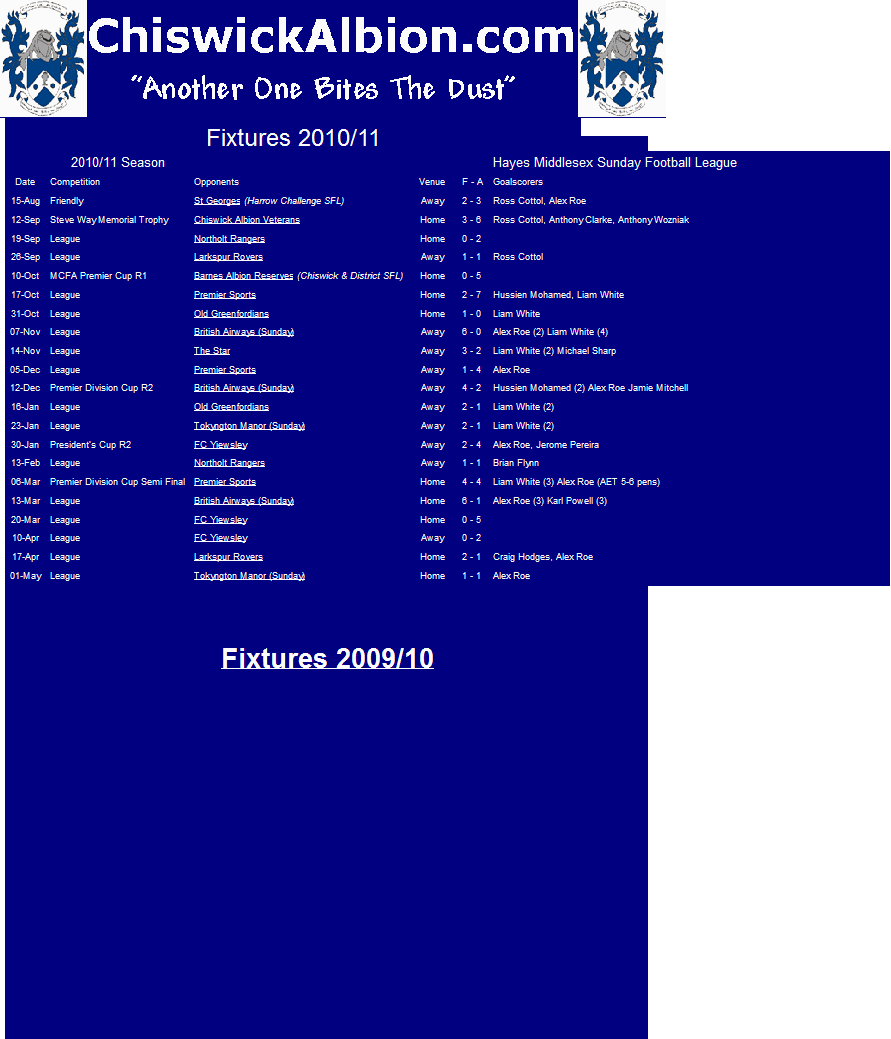 ChiswickAlbion.com
"Another One Bites The Dust"
Fixtures 2010/11
2010/11 Season Hayes Middlesex Sunday Football League
Date Competition Opponents Venue F - A Goalscorers
15-Aug Friendly St Georges (Harrow Challenge SFL) Away 2 - 3 Ross Cottol, Alex Roe
12-Sep Steve Way Memorial Trophy Chiswick Albion Veterans Home 3 - 6 Ross Cottol, Anthony Clarke, Anthony Wozniak
19-Sep League Northolt Rangers Home 0 - 2
26-Sep League Larkspur Rovers Away 1 - 1 Ross Cottol
10-Oct MCFA Premier Cup R1 Barnes Albion Reserves (Chiswick & District SFL) Home 0 - 5
17-Oct League Premier Sports Home 2 - 7 Hussien Mohamed, Liam White
31-Oct League Old Greenfordians Home 1 - 0 Liam White
07-Nov League British Airways (Sunday) Away 6 - 0 Alex Roe (2) Liam White (4)
14-Nov League The Star Away 3 - 2 Liam White (2) Michael Sharp
05-Dec League Premier Sports Away 1 - 4 Alex Roe
12-Dec Premier Division Cup R2 British Airways (Sunday) Away 4 - 2 Hussien Mohamed (2) Alex Roe Jamie Mitchell
16-Jan League Old Greenfordians Away 2 - 1 Liam White (2)
23-Jan League Tokyngton Manor (Sunday) Away 2 - 1 Liam White (2)
30-Jan President's Cup R2 FC Yiewsley Away 2 - 4 Alex Roe, Jerome Pereira
13-Feb League Northolt Rangers Away 1 - 1 Brian Flynn
06-Mar Premier Division Cup Semi Final Premier Sports Home 4 - 4 Liam White (3) Alex Roe (AET 5-6 pens)
13-Mar League British Airways (Sunday) Home 6 - 1 Alex Roe (3) Karl Powell (3)
20-Mar League FC Yiewsley Home 0 - 5
10-Apr League FC Yiewsley Away 0 - 2
17-Apr League Larkspur Rovers Home 2 - 1 Craig Hodges, Alex Roe
01-May League Tokyngton Manor (Sunday) Home 1 - 1 Alex Roe
Fixtures 2009/10